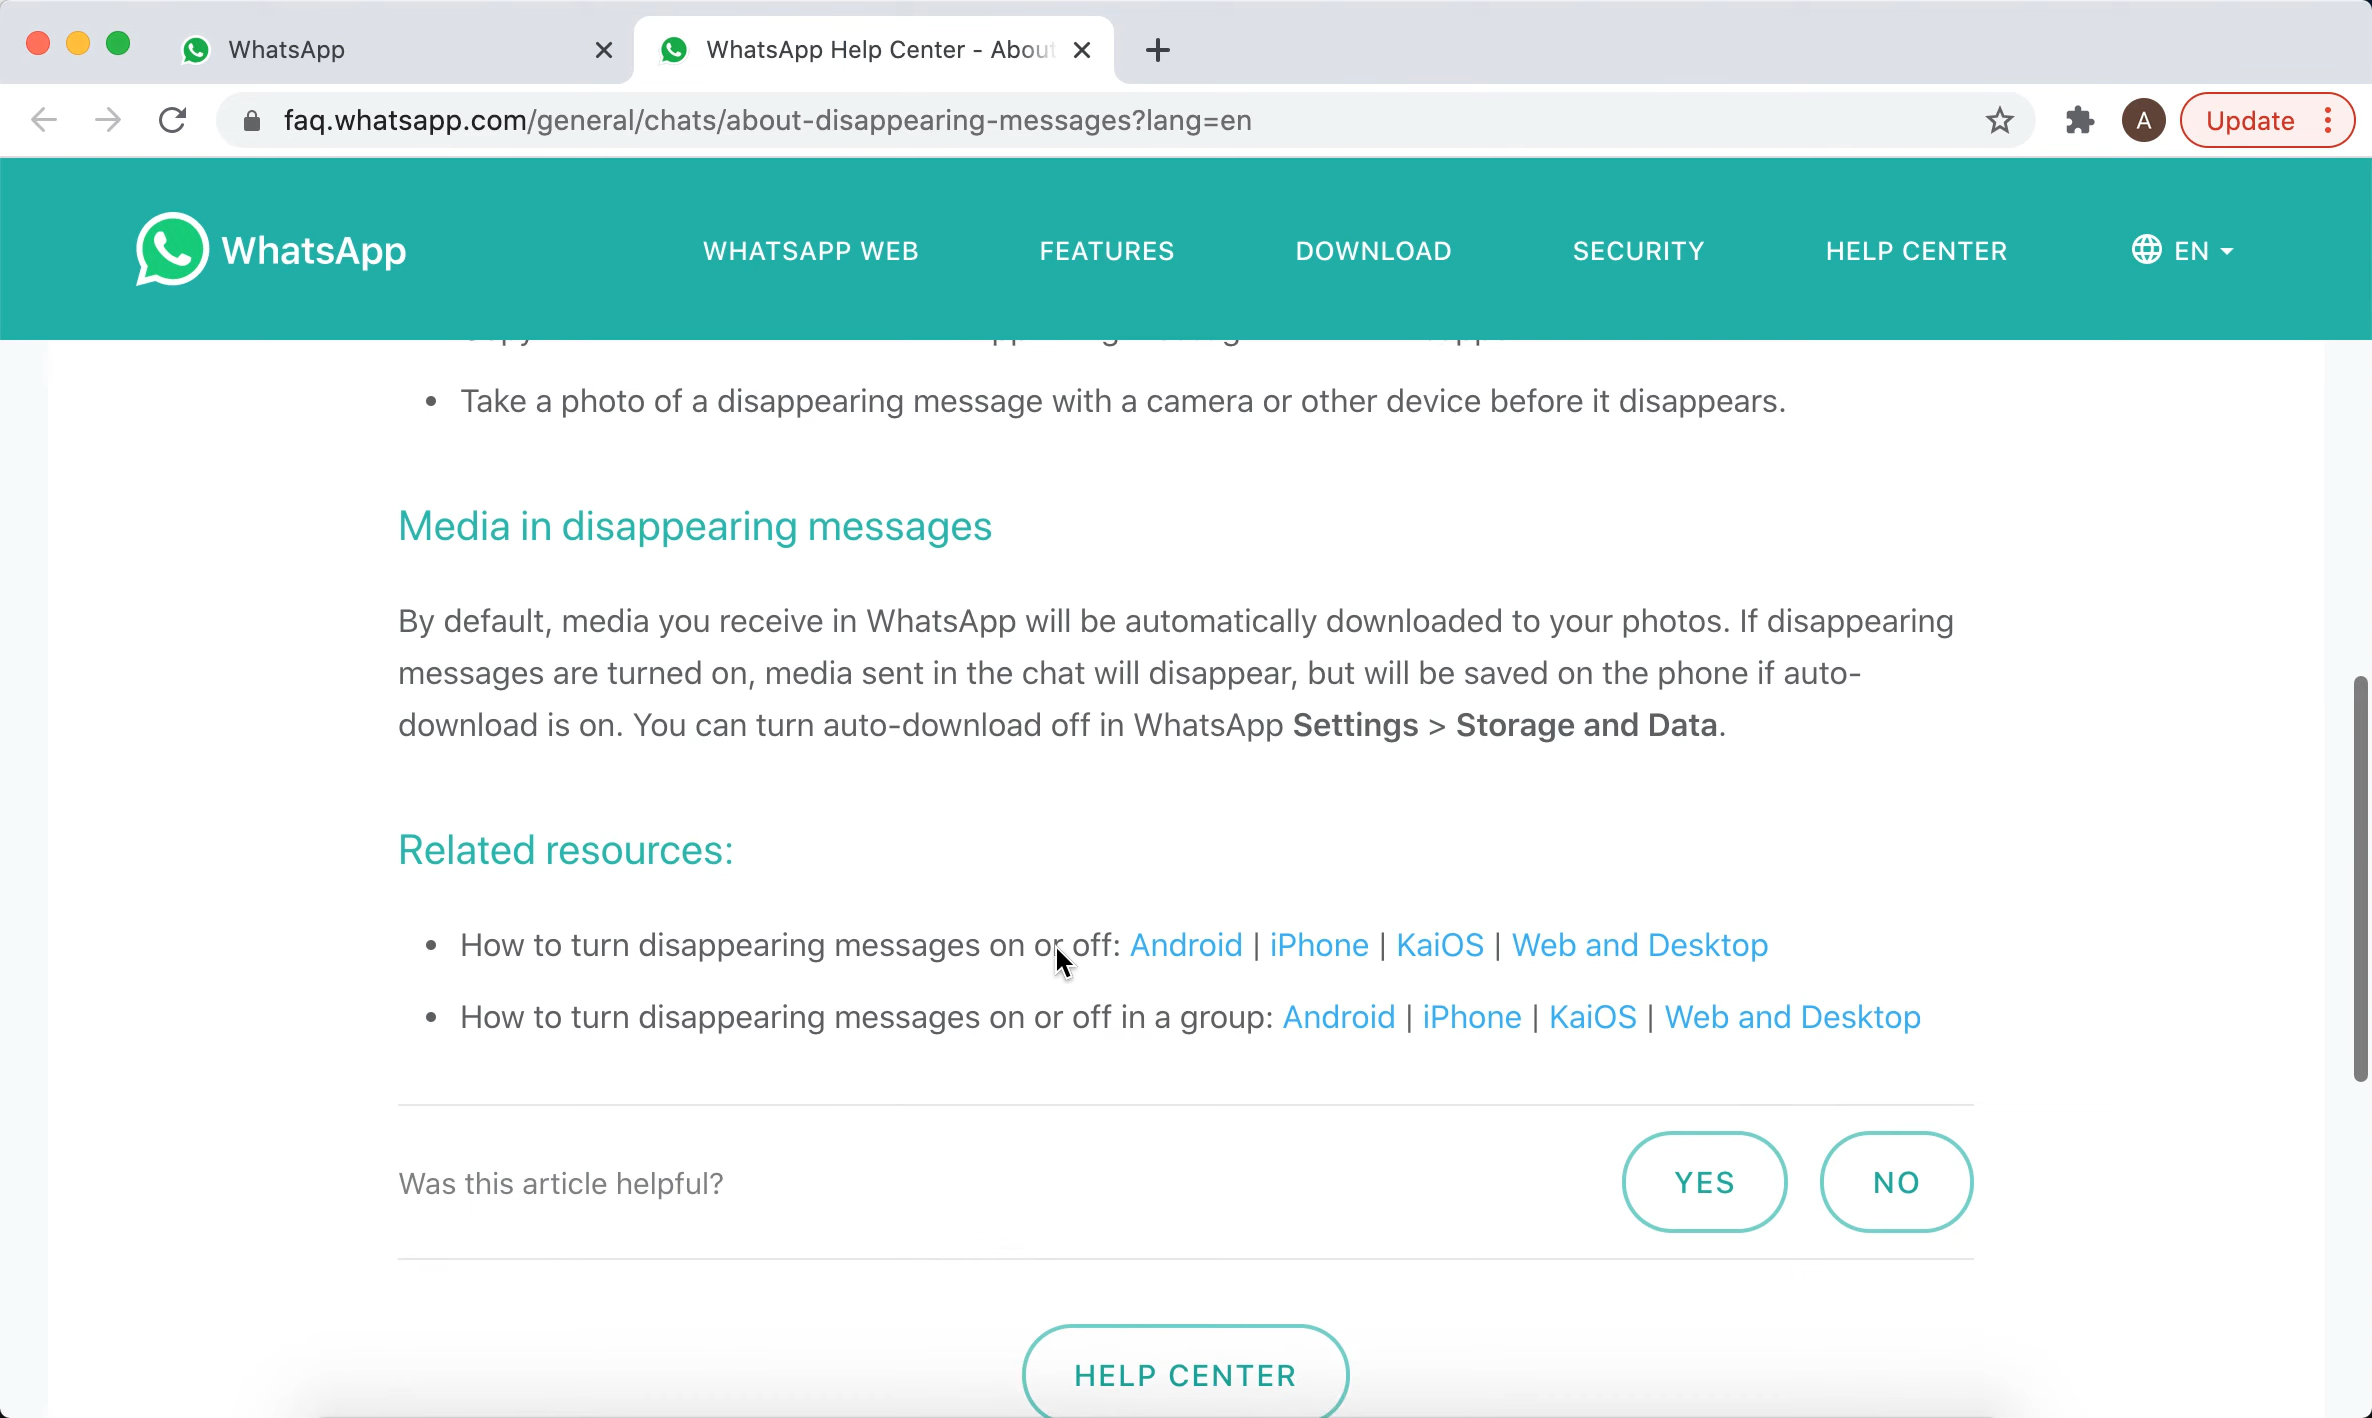 WhatsApp
WhatsApp Help Center - About
faq.whatsapp.com/general/chats/about-disappearing-messages?lang=en
A
Update
WhatsApp
WHATSAPP WEB
FEATURES
DOWNLOAD
SECURITY
HELP CENTER
EN
• Take a photo of a disappearing message with a camera or other device before it disappears.
Media in disappearing messages
By default, media you receive in WhatsApp will be automatically downloaded to your photos. If disappearing
messages are turned on, media sent in the chat will disappear, but will be saved on the phone if auto-
download is on. You can turn auto-download off in WhatsApp Settings > Storage and Data.
Related resources:
• How to turn disappearing messages on or off: Android | iPhone | KaiOS | Web and Desktop
• How to turn disappearing messages on or off in a group: Android | iPhone | KaiOS | Web and Desktop
Was this article helpful?
YES
NO
HELP CENTER